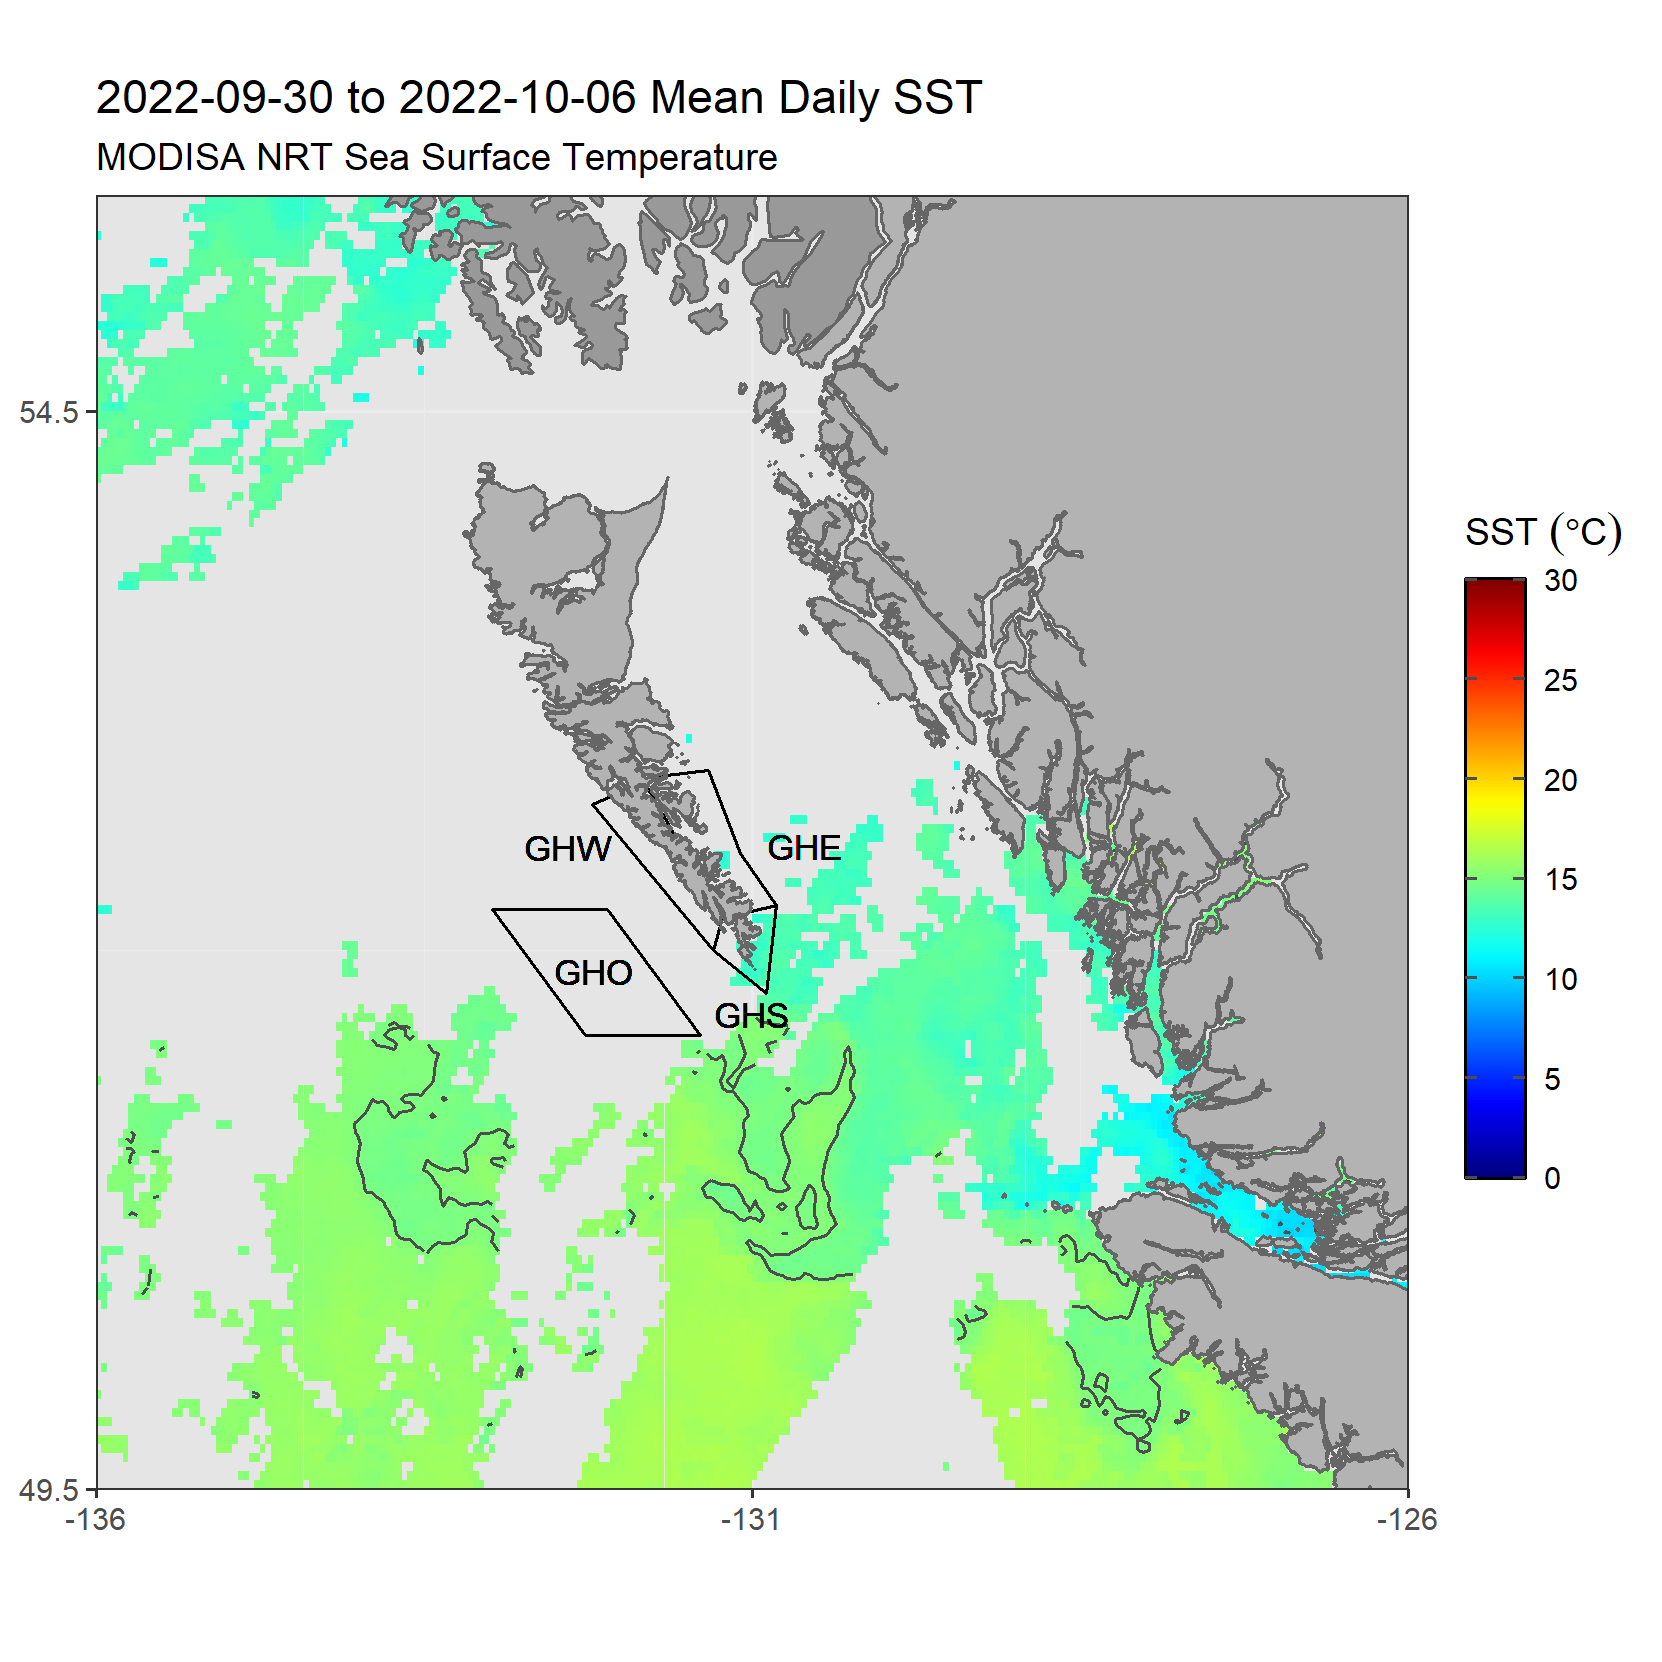 2022-09-30 to 2022-10-06 Mean Daily SST
MODISA NRT Sea Surface Temperature
54.5
49.5
-136
-131
-126
GHW
GHE
GHO
GHS
SST (°C)
30
25
20
15
10
5
0